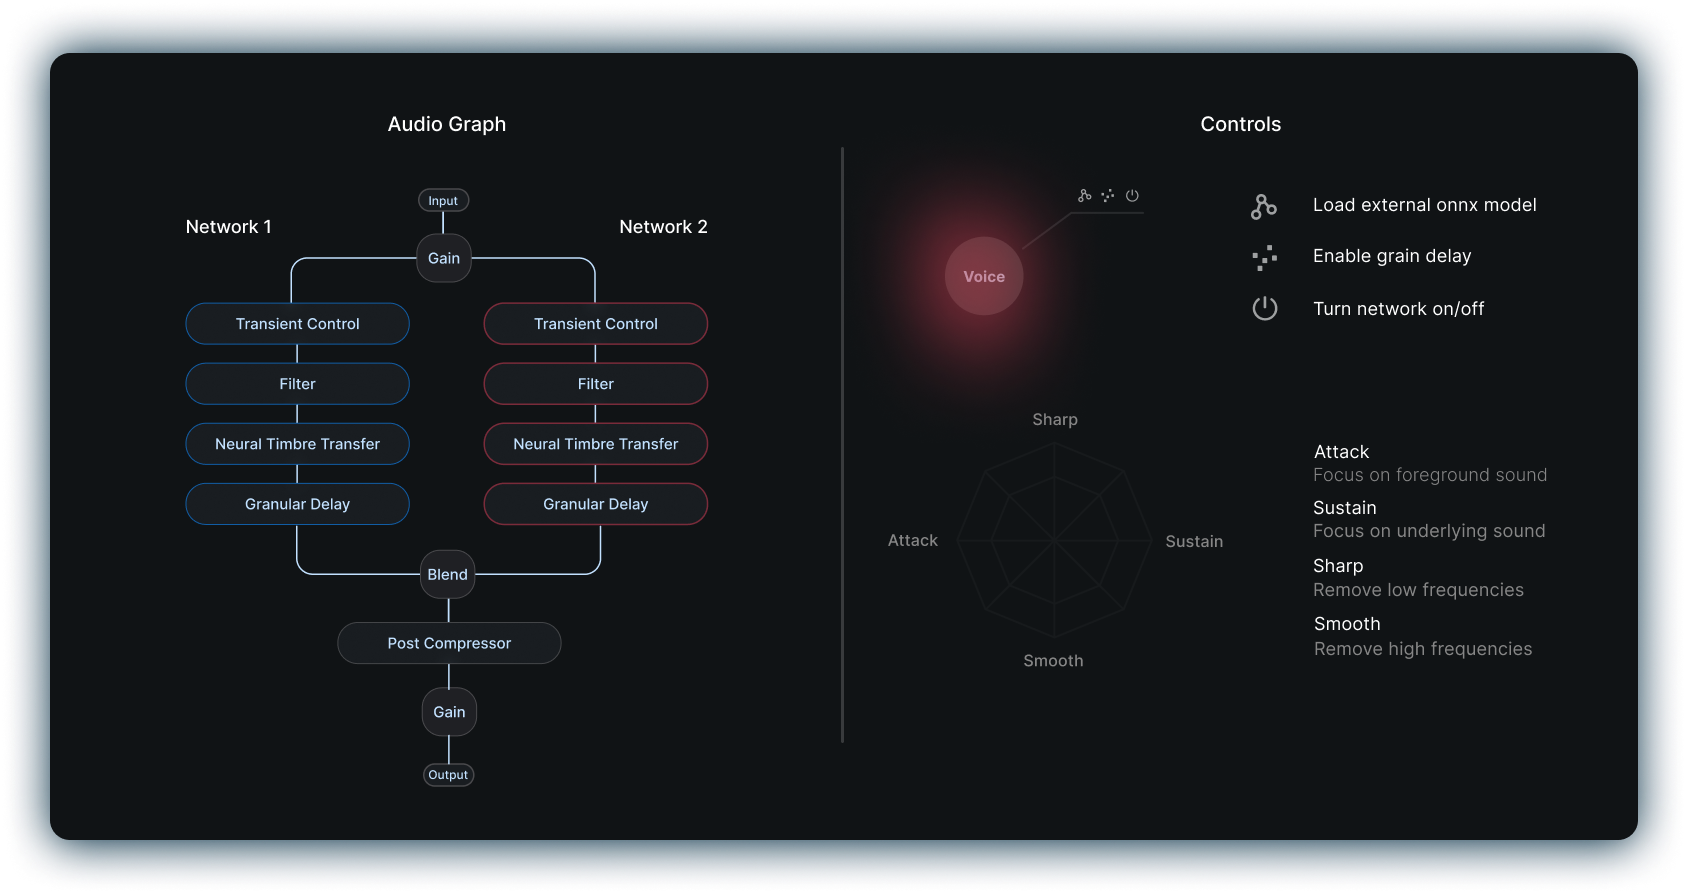 Audio Graph
Input
Network 1
Network 2
Gain
Transient Control
Transient Control
Filter
Filter
Neural Timbre Transfer
Neural Timbre Transfer
Granular Delay
Granular Delay
Blend
Post Compressor
Gain
Output
Controls
Voice
Load external onnx model
Enable grain delay
Turn network on/off
Sharp
Attack
Sustain
Smooth
Attack
Focus on foreground sound
Sustain
Focus on underlying sound
Sharp
Remove low frequencies
Smooth
Remove high frequencies